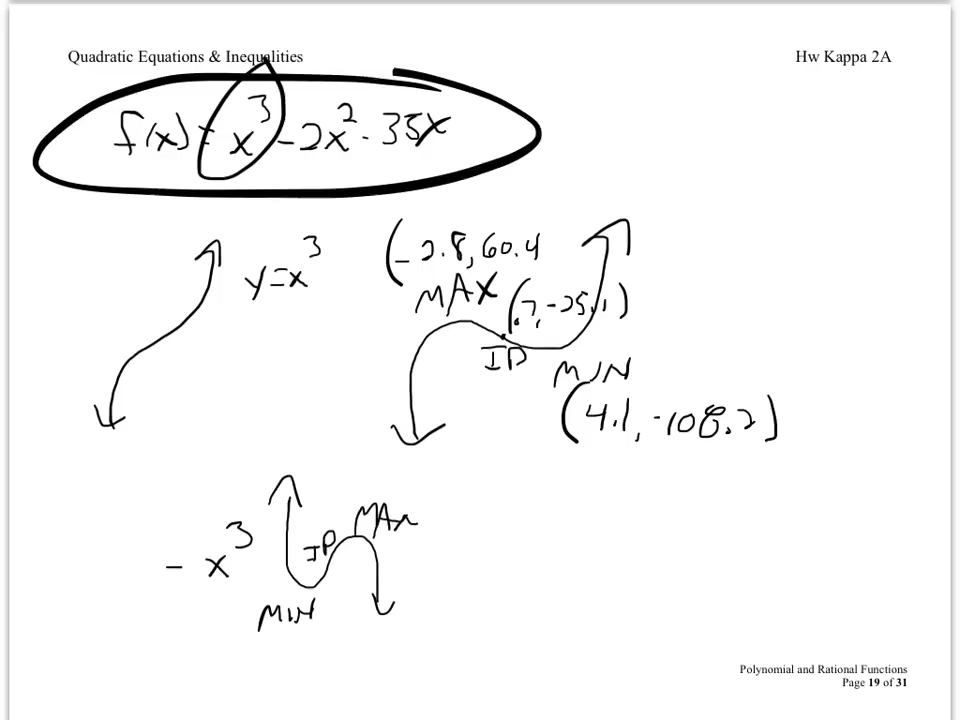 Quadratic Equations & Inequalities Hw Kappa 2A
f(x) = x³ - 2x² - 35x
y=x³
(-2.8, 60.4
MAX (.7, -25.1)
IP
MIN
(4.1, -108.2)
- x³
IP MAX
MIN
Polynomial and Rational Functions
Page 19 of 31